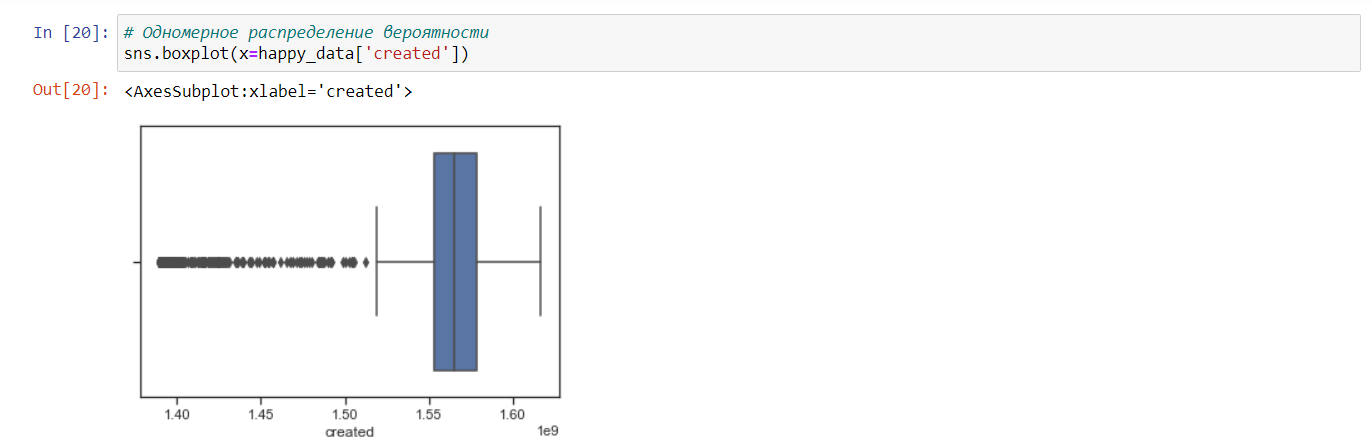 In [20]: # Одномерное распределение вероятности
sns.boxplot(x=happy_data['created'])
Out[20]: <AxesSubplot:xlabel='created'>
1.40 1.45 1.50 1.55 1.60
created 1e9